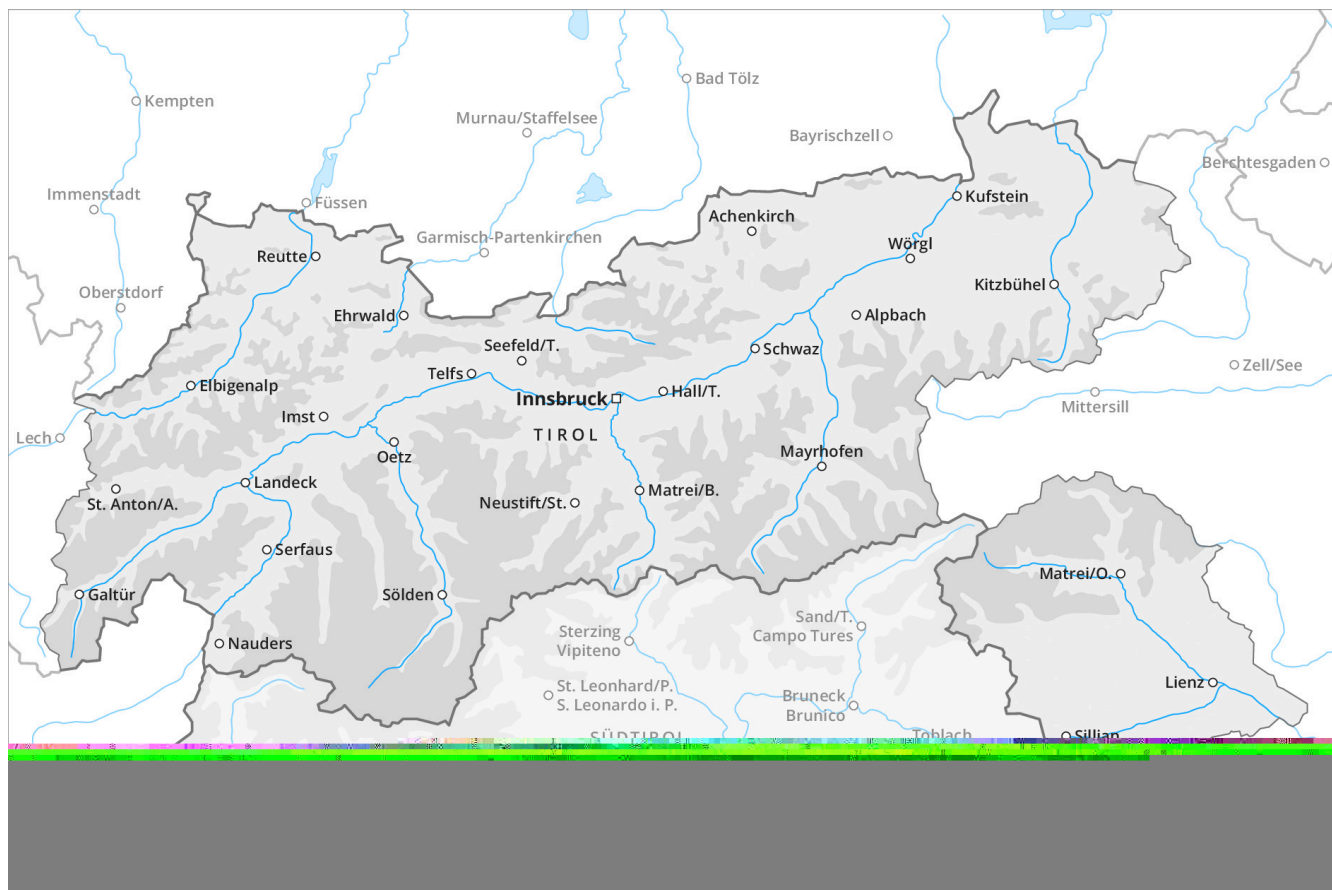 Bad Tölz
Kempten
Murnau/Staffelsee
Bayrischzell
Berchtesgaden
Immenstadt
Kufstein
Füssen
Achenkirch
Garmisch-Partenkirchen
Wörgl
Reutte
Kitzbühel
Oberstdorf
Ehrwald
Alpbach
Seefeld/T.
Schwaz
Zell/See
Telfs
Elbigenalp
Hall/T.
Innsbruck
Mittersill
Imst
TIROL
Lech
Oetz
Mayrhofen
Landeck
Matrei/B.
St. Anton/A.
Neustift/St.
Serfaus
Matrei/O.
Galtür
Sölden
Sand/T.
Campo Tures
Sterzing
Vipiteno
Nauders
Lienz
St. Leonhard/P.
S. Leonardo i. P.
Bruneck
Brunico
SÜDTIROL
Toblach
Sillian